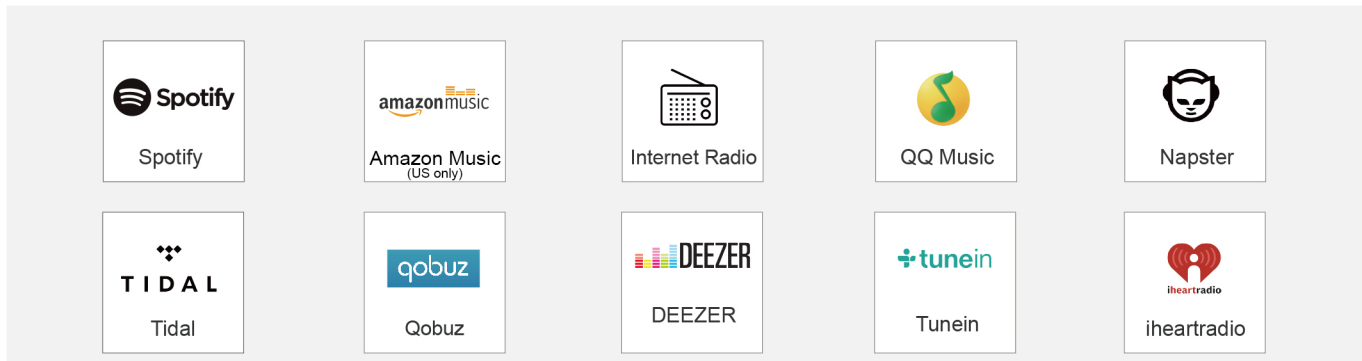 Spotify
Spotify
amazonmusic
Amazon Music
(US only)
Internet Radio
QQ Music
Napster
TIDAL
Tidal
qobuz
Qobuz
DEEZER
DEEZER
tunein
Tunein
iheartradio
iheartradio